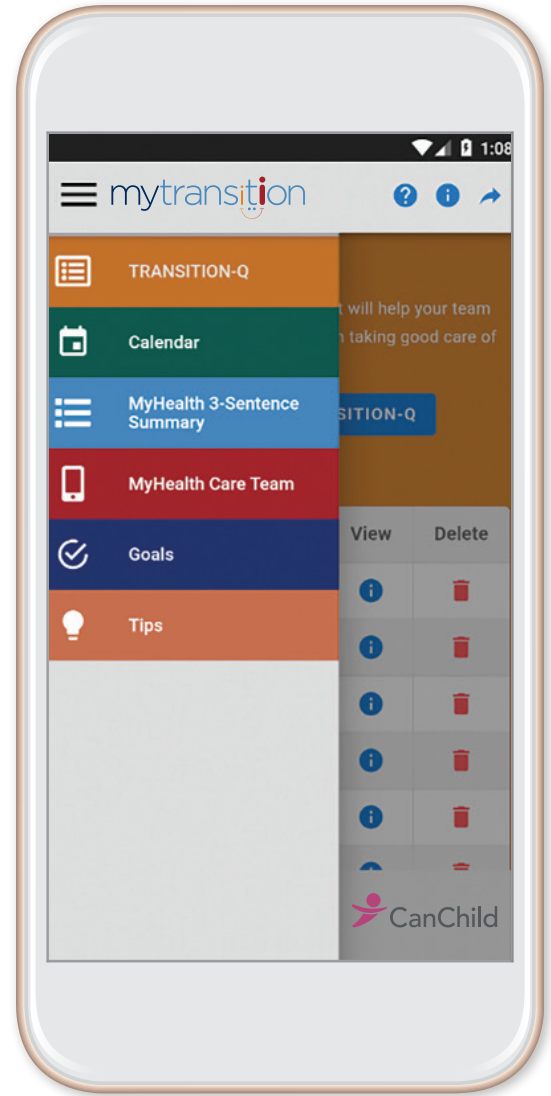 1:08
mytransition
TRANSITION-Q
t will help your team
taking good care of
Calendar
MyHealth 3-Sentence
Summary
SITION-Q
MyHealth Care Team
View Delete
Goals
Tips
CanChild